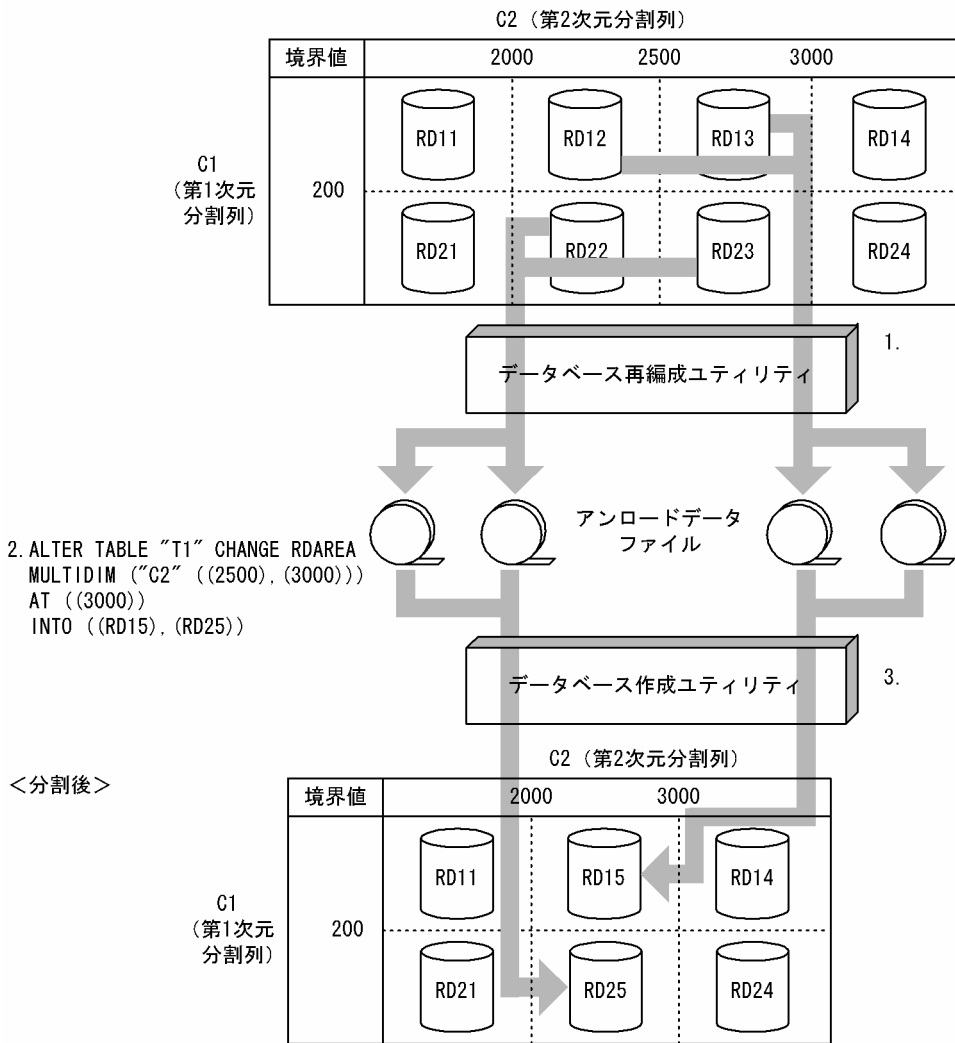 C2（第2次元分割列）
境界値 2000 2500 3000
RD11 RD12 RD13 RD14
C1
（第1次元
分割列）
200
RD21 RD22 RD23 RD24
1.
データベース再編成ユティリティ
アンロードデータ
ファイル
2. ALTER TABLE "T1" CHANGE RDAREA
MULTIDIM ("C2" ((2500),(3000)))
AT ((3000))
INTO ((RD15),(RD25))
データベース作成ユティリティ
3.
＜分割後＞
C2（第2次元分割列）
境界値 2000 3000
RD11 RD15 RD14
C1
（第1次元
分割列）
200
RD21 RD25 RD24